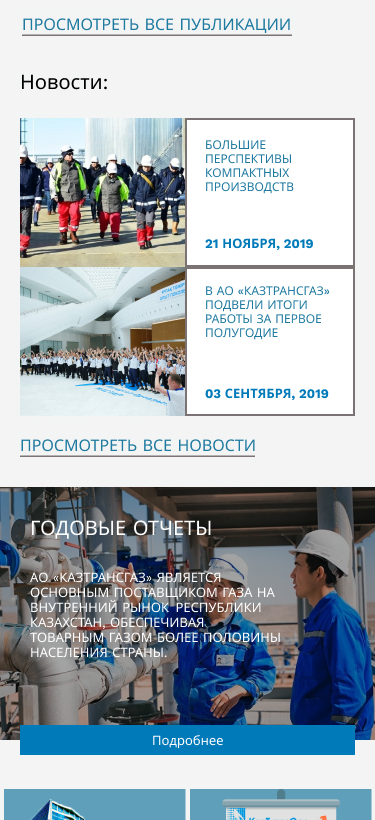 ПРОСМОТРЕТЬ ВСЕ ПУБЛИКАЦИИ
Новости:
БОЛЬШИЕ
ПЕРСПЕКТИВЫ
КОМПАКТНЫХ
ПРОИЗВОДСТВ
21 НОЯБРЯ, 2019
В АО «КАЗТРАНСГАЗ»
ПОДВЕЛИ ИТОГИ
РАБОТЫ ЗА ПЕРВОЕ
ПОЛУГОДИЕ
03 СЕНТЯБРЯ, 2019
ПРОСМОТРЕТЬ ВСЕ НОВОСТИ
ГОДОВЫЕ ОТЧЕТЫ
АО «КАЗТРАНСГАЗ» ЯВЛЯЕТСЯ
ОСНОВНЫМ ПОСТАВЩИКОМ ГАЗА НА
ВНУТРЕННИЙ РЫНОК РЕСПУБЛИКИ
КАЗАХСТАН, ОБЕСПЕЧИВАЯ
ТОВАРНЫМ ГАЗОМ БОЛЕЕ ПОЛОВИНЫ
НАСЕЛЕНИЯ СТРАНЫ.
Подробнее